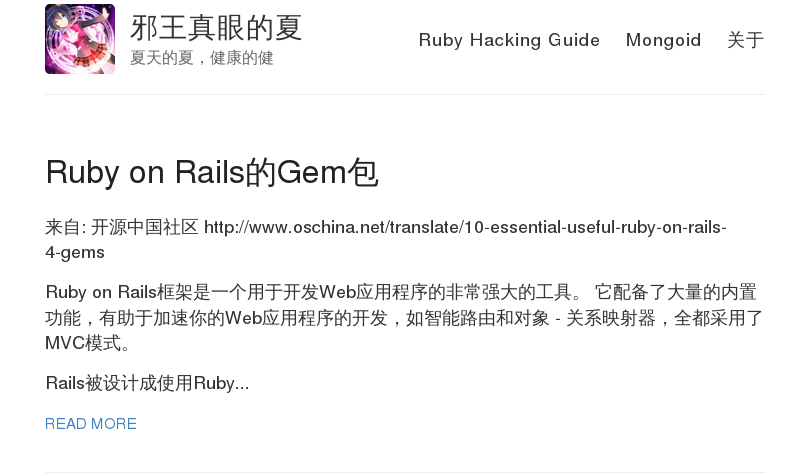 邪王真眼的夏
夏天的夏，健康的健
Ruby Hacking Guide Mongoid 关于
Ruby on Rails的Gem包
来自: 开源中国社区 http://www.oschina.net/translate/10-essential-useful-ruby-on-rails-
4-gems
Ruby on Rails框架是一个用于开发Web应用程序的非常强大的工具。 它配备了大量的内置
功能，有助于加速你的Web应用程序的开发，如智能路由和对象 - 关系映射器，全都采用了
MVC模式。
Rails被设计成使用Ruby...
READ MORE